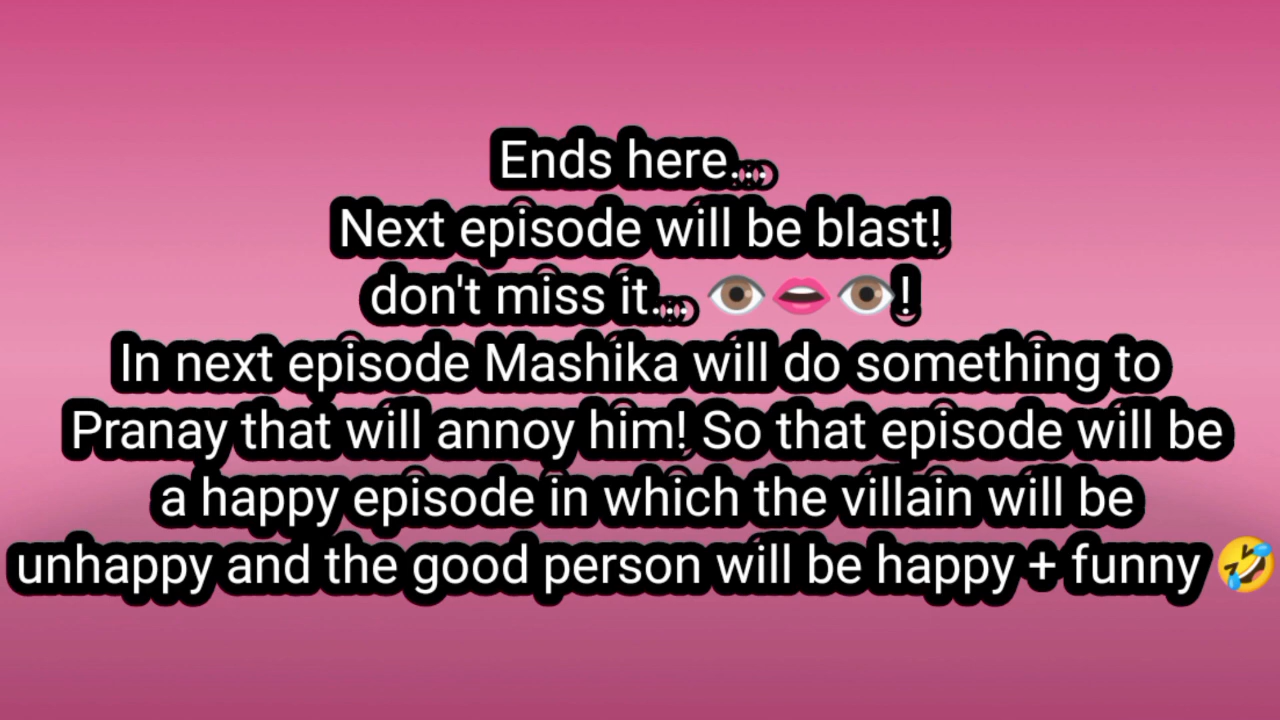 Ends here...
Next episode will be blast!
don't miss it... 👁️👄👁️!
In next episode Mashika will do something to
Pranay that will annoy him! So that episode will be
a happy episode in which the villain will be
unhappy and the good person will be happy + funny 🤣